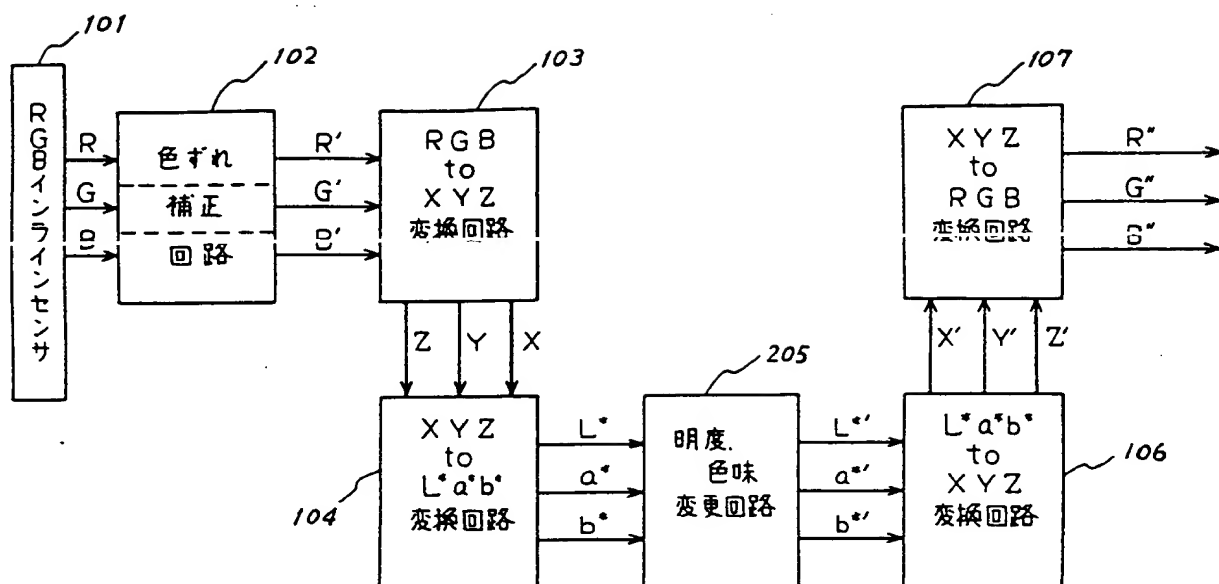 101
RGBインラインセンサ
R
G
B
102
色ずれ
補正
回路
R′
G′
B′
103
RGB
to
XYZ
変換回路
107
XYZ
to
RGB
変換回路
R″
G″
B″
Z
Y
X
X′
Y′
Z′
104
XYZ
to
L*a*b*
変換回路
L*
a*
b*
205
明度.
色味
変更回路
L*′
a*′
b*′
L*a*b*
to
XYZ
変換回路
106